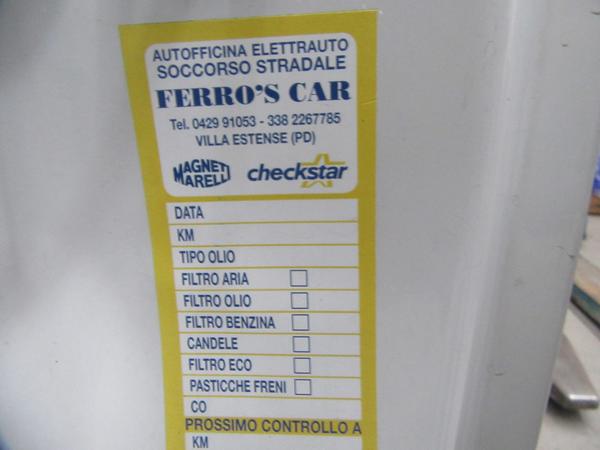 AUTOFFICINA ELETTRAUTO
SOCCORSO STRADALE
FERRO'S CAR
Tel. 0429 91053 - 338 2267785
VILLA ESTENSE (PD)
MAGNETI MARELLI checkstar
DATA
KM
TIPO OLIO
FILTRO ARIA
FILTRO OLIO
FILTRO BENZINA
CANDELE
FILTRO ECO
PASTICCHE FRENI
CO
PROSSIMO CONTROLLO A
KM